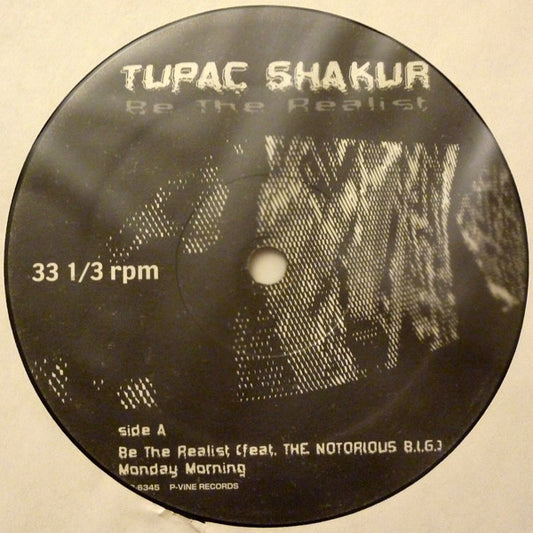 TUPAC SHAKUR
Be The Realist
33 1/3 rpm
side A
Be The Realist (feat. THE NOTORIOUS B.I.G.)
Monday Morning
6345 P-VINE RECORDS